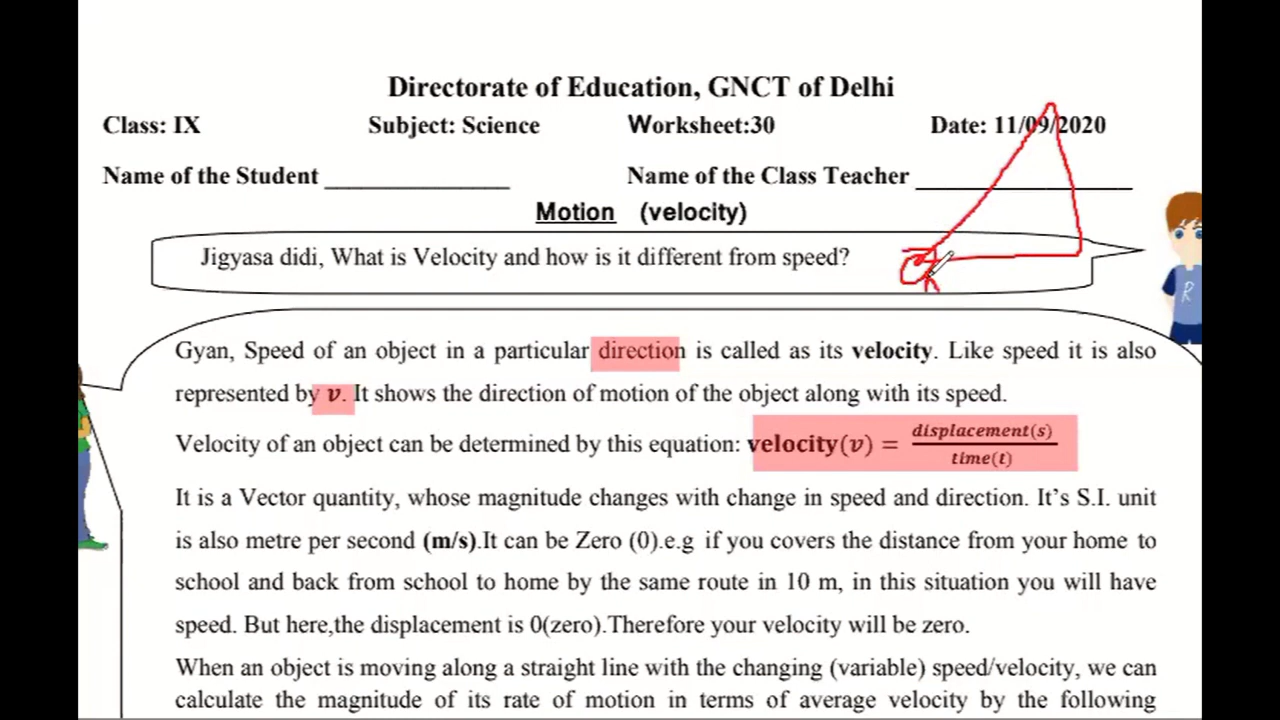 Directorate of Education, GNCT of Delhi
Class: IX Subject: Science Worksheet:30 Date: 11/09/2020
Name of the Student _______________ Name of the Class Teacher __________________
Motion (velocity)
Jigyasa didi, What is Velocity and how is it different from speed?
R
Gyan, Speed of an object in a particular direction is called as its velocity. Like speed it is also
represented by v. It shows the direction of motion of the object along with its speed.
Velocity of an object can be determined by this equation: velocity(v) = displacement(s)/time(t)
It is a Vector quantity, whose magnitude changes with change in speed and direction. It's S.I. unit
is also metre per second (m/s).It can be Zero (0).e.g if you covers the distance from your home to
school and back from school to home by the same route in 10 m, in this situation you will have
speed. But here,the displacement is 0(zero).Therefore your velocity will be zero.
When an object is moving along a straight line with the changing (variable) speed/velocity, we can
calculate the magnitude of its rate of motion in terms of average velocity by the following